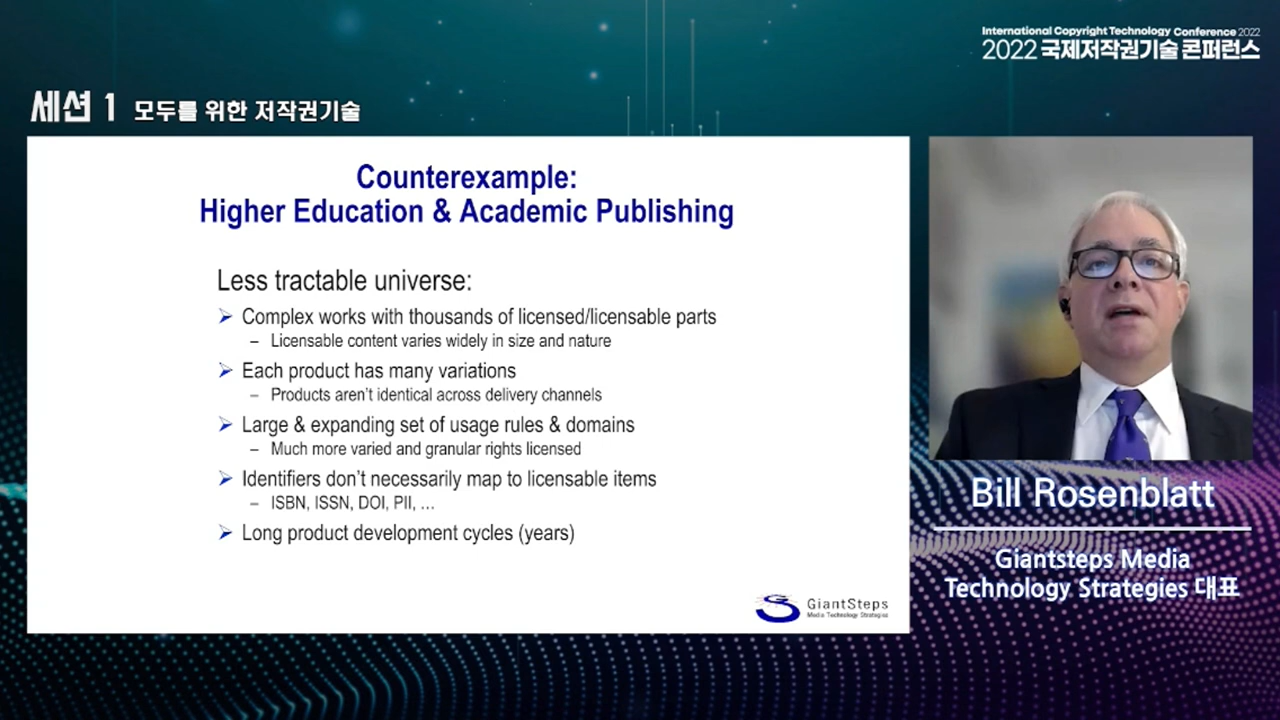 International Copyright Technology Conference 2022
2022 국제저작권기술 콘퍼런스
세션 1 모두를 위한 저작권기술
Counterexample:
Higher Education & Academic Publishing
Less tractable universe:
➢ Complex works with thousands of licensed/licensable parts
– Licensable content varies widely in size and nature
➢ Each product has many variations
– Products aren’t identical across delivery channels
➢ Large & expanding set of usage rules & domains
– Much more varied and granular rights licensed
➢ Identifiers don’t necessarily map to licensable items
– ISBN, ISSN, DOI, PII, …
➢ Long product development cycles (years)
GiantSteps
Media Technology Strategies
Bill Rosenblatt
Giantsteps Media
Technology Strategies 대표